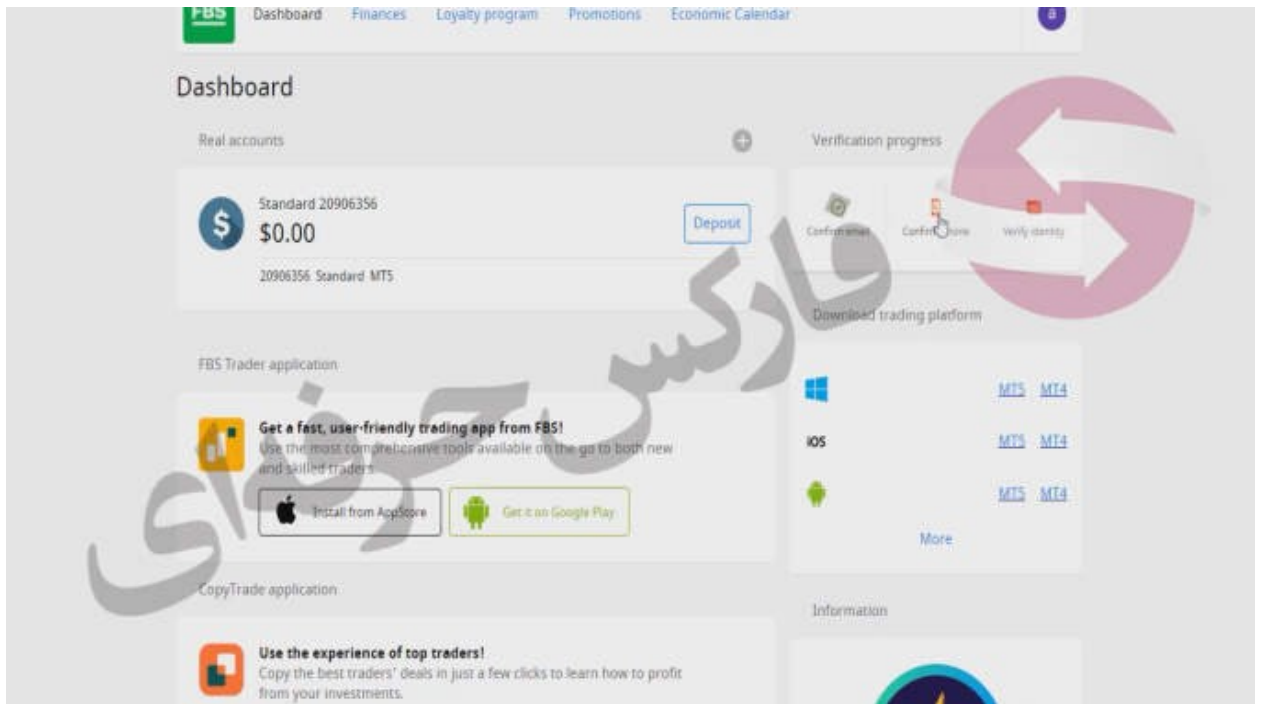 FBS Dashboard Finances Loyalty program Promotions Economic Calendar
Dashboard
Real accounts
Standard 20906356
$0.00
Deposit
20906356 Standard MT5
FBS Trader application
Get a fast, user-friendly trading app from FBS!
Use the most comprehensive tools available on the go to both new
and skilled traders
Install from AppStore
Get it on Google Play
CopyTrade application
Use the experience of top traders!
Copy the best traders' deals in just a few clicks to learn how to profit
from your investments.
Verification progress
Confirm email
Confirm phone
Verify identity
Download trading platform
MT5 MT4
iOS MT5 MT4
MT5 MT4
More
Information
فارکس حرفه‌ای